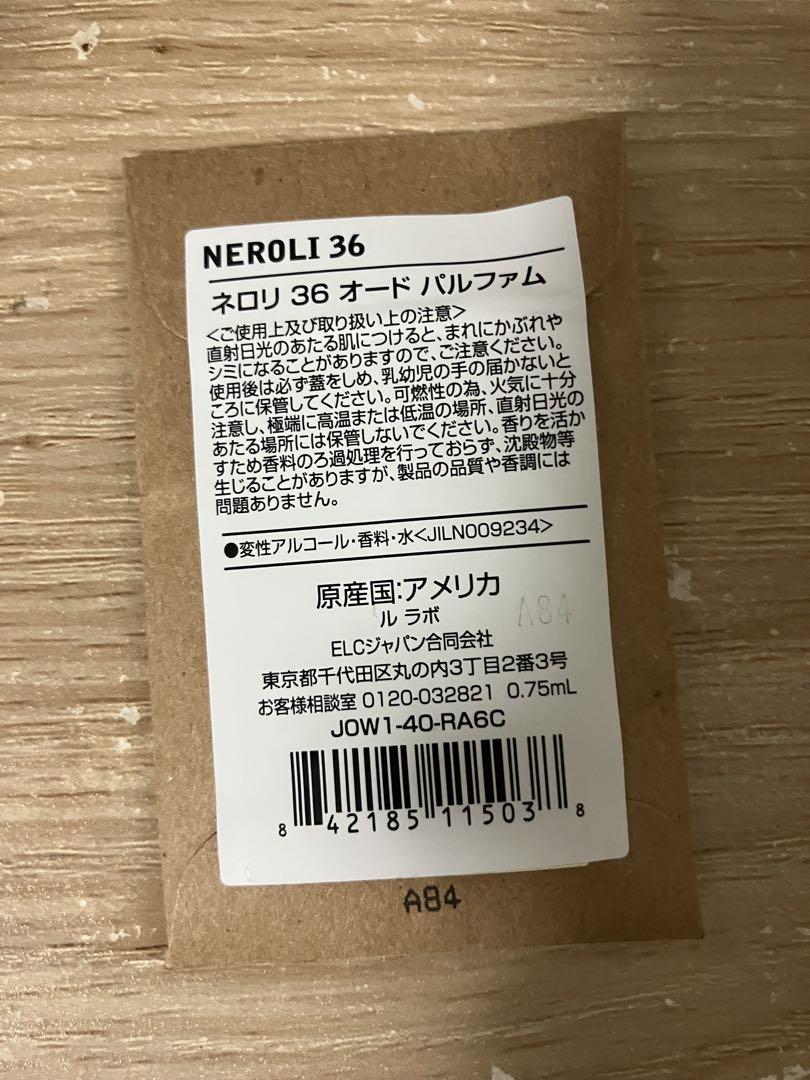 NEROLI 36
ネロリ 36 オード パルファム
<ご使用上及び取り扱い上の注意>
直射日光のあたる肌につけると、まれにかぶれや
シミになることがありますので、ご注意ください。
使用後は必ず蓋をしめ、乳幼児の手の届かないと
ころに保管してください。可燃性の為、火気に十分
注意し、極端に高温または低温の場所、直射日光の
あたる場所には保管しないでください。香りを活か
すため香料のろ過処理を行っておらず、沈殿物等
生じることがありますが、製品の品質や香調には
問題ありません。
●変性アルコール・香料・水<JILN009234>
原産国:アメリカ
ル ラボ
A84
ELCジャパン合同会社
東京都千代田区丸の内3丁目2番3号
お客様相談室 0120-032821 0.75mL
J0W1-40-RA6C
8 42185 11503 8
A84